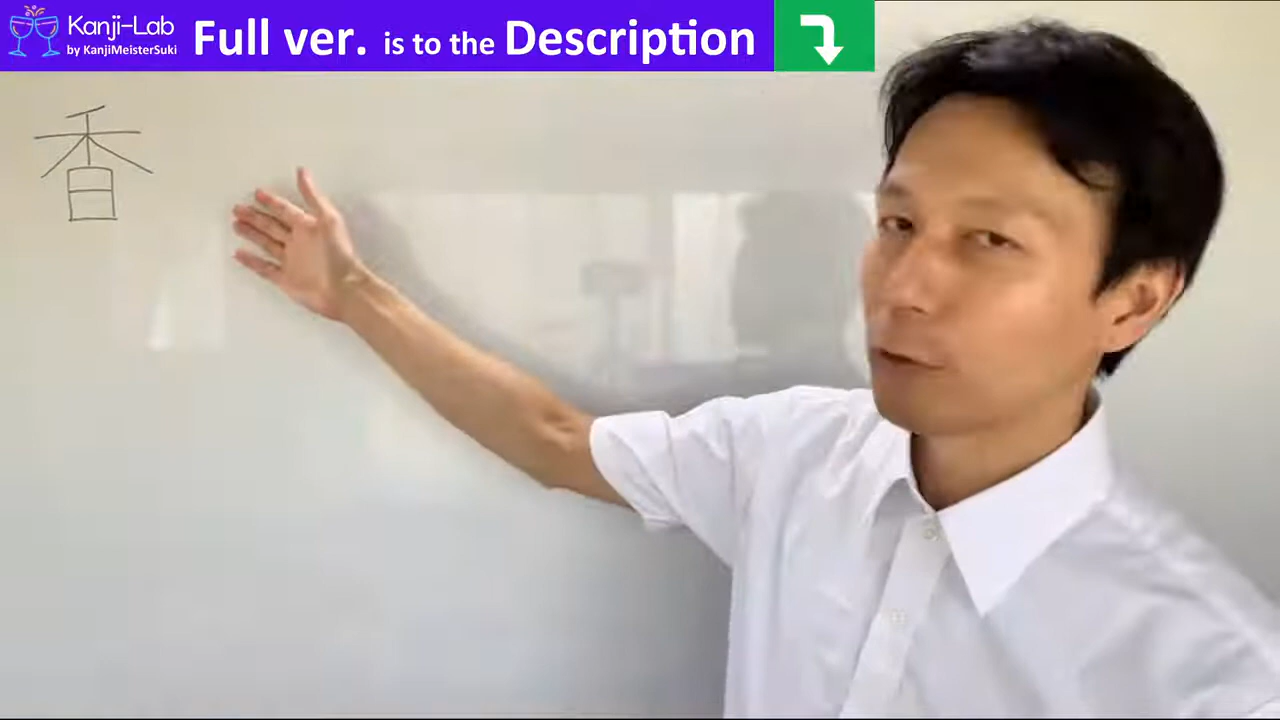 Kanji-Lab
by KanjiMeisterSuki
Full ver. is to the Description
香